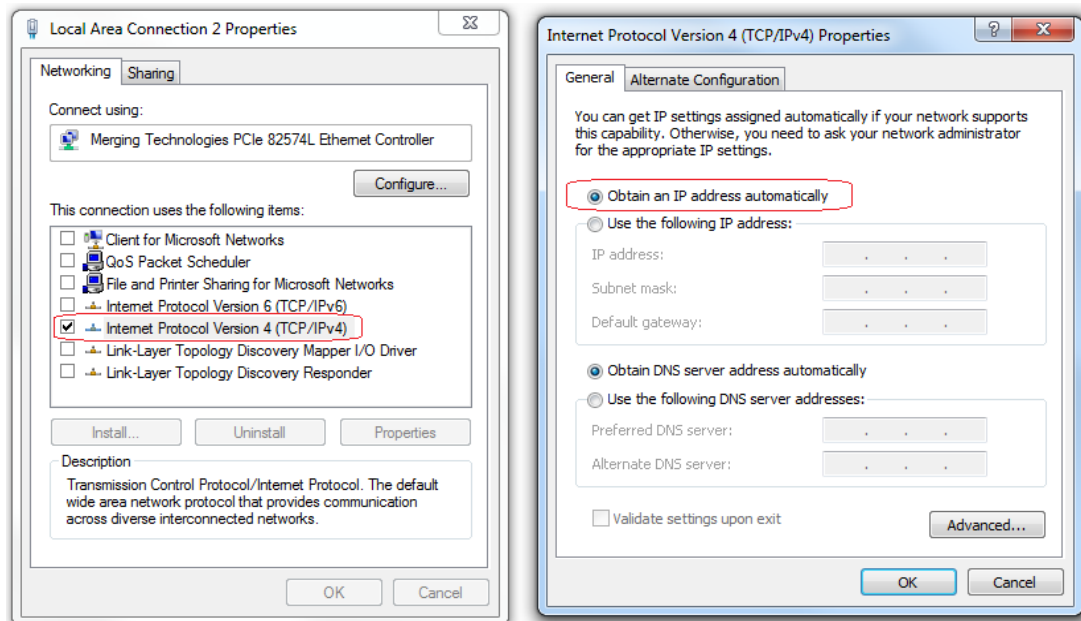 Local Area Connection 2 Properties
Networking
Sharing
Connect using:
Merging Technologies PCIe 82574L Ethernet Controller
Configure...
This connection uses the following items:
Client for Microsoft Networks
QoS Packet Scheduler
File and Printer Sharing for Microsoft Networks
Internet Protocol Version 6 (TCP/IPv6)
Internet Protocol Version 4 (TCP/IPv4)
Link-Layer Topology Discovery Mapper I/O Driver
Link-Layer Topology Discovery Responder
Install...
Uninstall
Properties
Description
Transmission Control Protocol/Internet Protocol. The default
wide area network protocol that provides communication
across diverse interconnected networks.
OK
Cancel
Internet Protocol Version 4 (TCP/IPv4) Properties
General
Alternate Configuration
You can get IP settings assigned automatically if your network supports
this capability. Otherwise, you need to ask your network administrator
for the appropriate IP settings.
Obtain an IP address automatically
Use the following IP address:
IP address:
Subnet mask:
Default gateway:
Obtain DNS server address automatically
Use the following DNS server addresses:
Preferred DNS server:
Alternate DNS server:
Validate settings upon exit
Advanced...
OK
Cancel